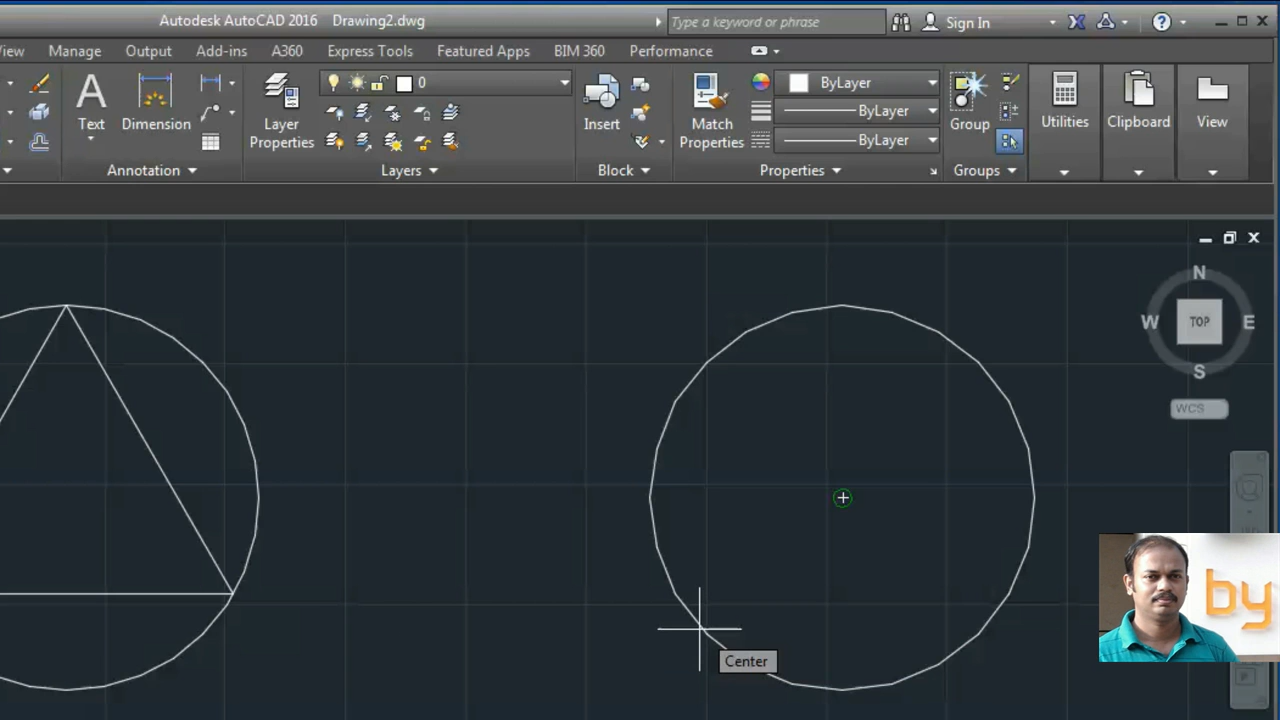 Autodesk AutoCAD 2016 Drawing2.dwg
Type a keyword or phrase
Sign In
View Manage Output Add-ins A360 Express Tools Featured Apps BIM 360 Performance
A
0
ByLayer
ByLayer
ByLayer
Text
Dimension
Layer
Properties
Insert
Match
Properties
Group
Utilities
Clipboard
View
Annotation
Layers
Block
Properties
Groups
N
W
TOP
E
S
WCS
by
Center